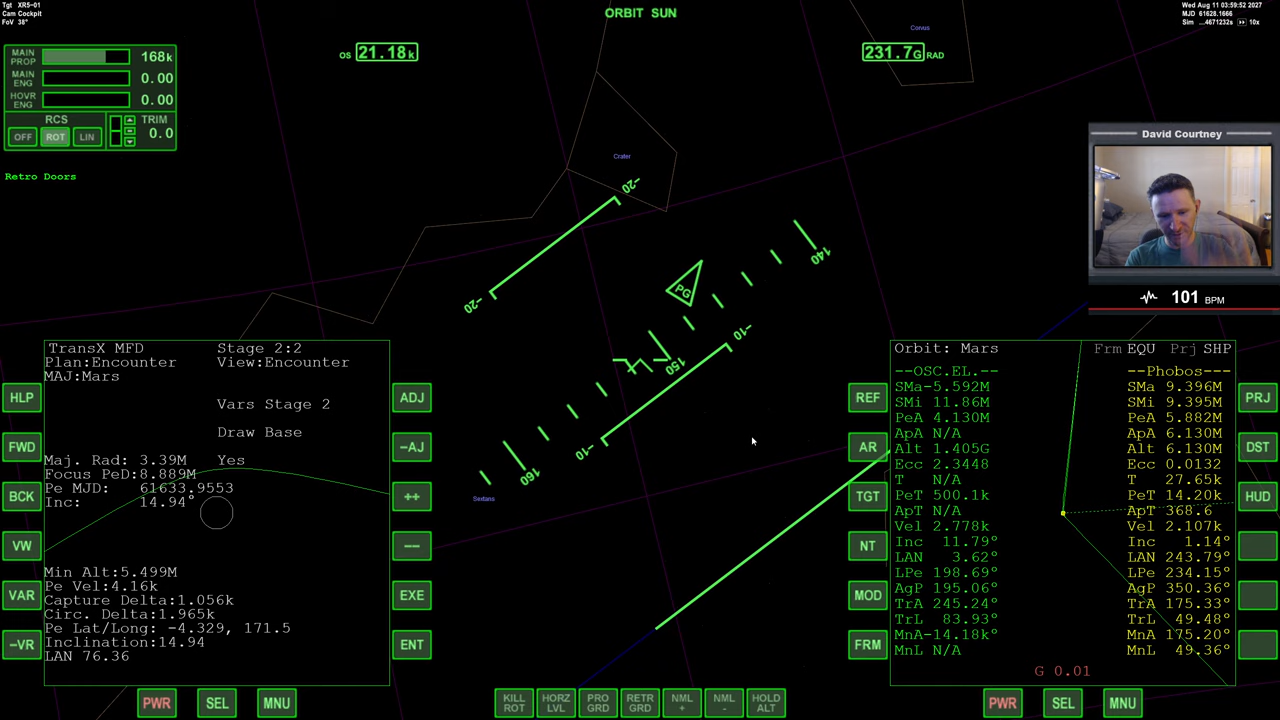 Tgt XR5-01
Cam Cockpit
FoV 38°
ORBIT SUN
Wed Aug 11 03:59:52 2027
MJD 61628.1666
Sim ...4671232s 10x
MAIN PROP 168k
MAIN ENG 0.00
HOVR ENG 0.00
RCS TRIM
OFF ROT LIN 0.0
Retro Doors
OS 21.18k
231.7G RAD
Corvus
Crater
Sextans
-20
-20
140
PG
-10
150
-10
160
David Courtney
101 BPM
TransX MFD Stage 2:2
Plan:Encounter View:Encounter
MAJ:Mars
Vars Stage 2
Draw Base
Maj. Rad: 3.39M Yes
Focus PeD:8.889M
Pe MJD: 61633.9553
Inc: 14.94°
Min Alt:5.499M
Pe Vel:4.16k
Capture Delta:1.056k
Circ. Delta:1.965k
Pe Lat/Long: -4.329, 171.5
Inclination:14.94
LAN 76.36
HLP
FWD
BCK
VW
VAR
-VR
ADJ
-AJ
++
--
EXE
ENT
PWR SEL MNU
KILL ROT
HORZ LVL
PRO GRD
RETR GRD
NML +
NML -
HOLD ALT
Orbit: Mars Frm EQU Prj SHP
--OSC.EL.-- --Phobos---
SMa-5.592M SMa 9.396M
SMi 11.86M SMi 9.395M
PeA 4.130M PeA 5.882M
ApA N/A ApA 6.130M
Alt 1.405G Alt 6.130M
Ecc 2.3448 Ecc 0.0132
T N/A T 27.65k
PeT 500.1k PeT 14.20k
ApT N/A ApT 368.6
Vel 2.778k Vel 2.107k
Inc 11.79° Inc 1.14°
LAN 3.62° LAN 243.79°
LPe 198.69° LPe 234.15°
AgP 195.06° AgP 350.36°
TrA 245.24° TrA 175.33°
TrL 83.93° TrL 49.48°
MnA-14.18k° MnA 175.20°
MnL N/A MnL 49.36°
G 0.01
REF
AR
TGT
NT
MOD
FRM
PRJ
DST
HUD
PWR SEL MNU